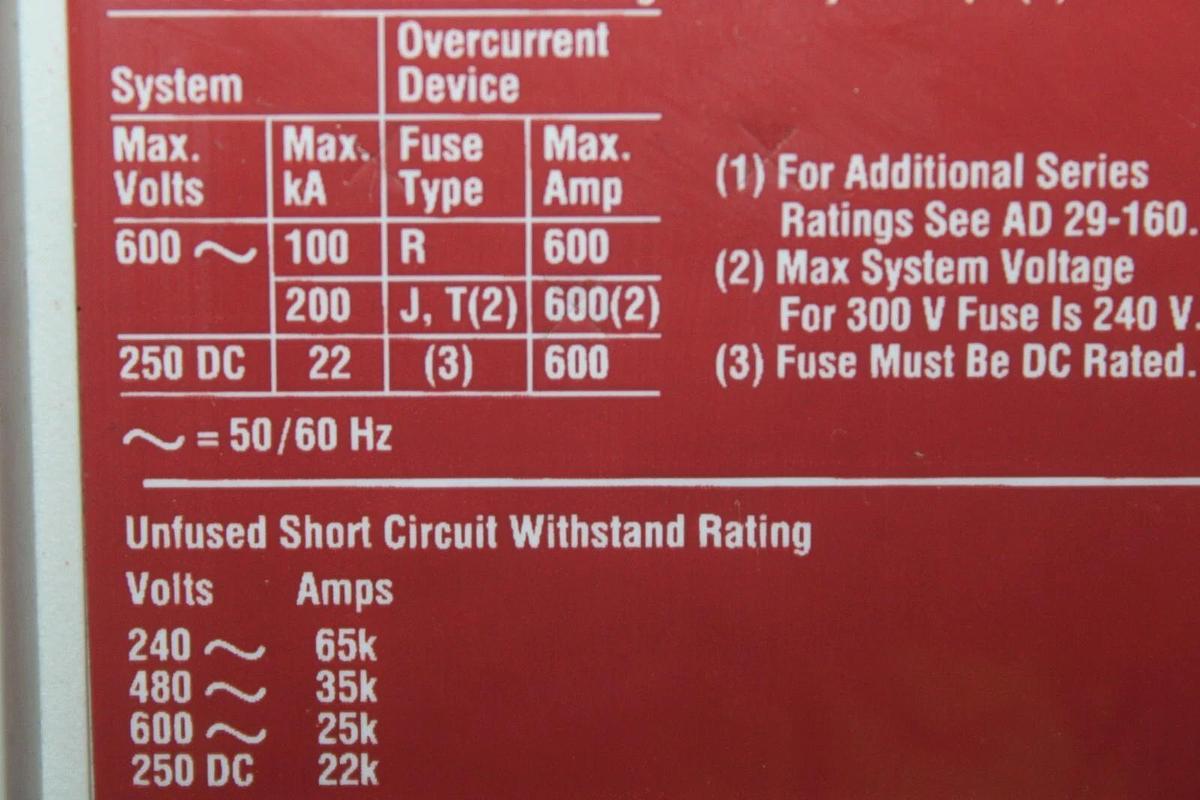 System Overcurrent Device
Max. Volts Max. kA Fuse Type Max. Amp
600 ~ 100 R 600
200 J, T(2) 600(2)
250 DC 22 (3) 600
~ = 50/60 Hz
(1) For Additional Series
Ratings See AD 29-160.
(2) Max System Voltage
For 300 V Fuse Is 240 V.
(3) Fuse Must Be DC Rated.
Unfused Short Circuit Withstand Rating
Volts Amps
240 ~ 65k
480 ~ 35k
600 ~ 25k
250 DC 22k